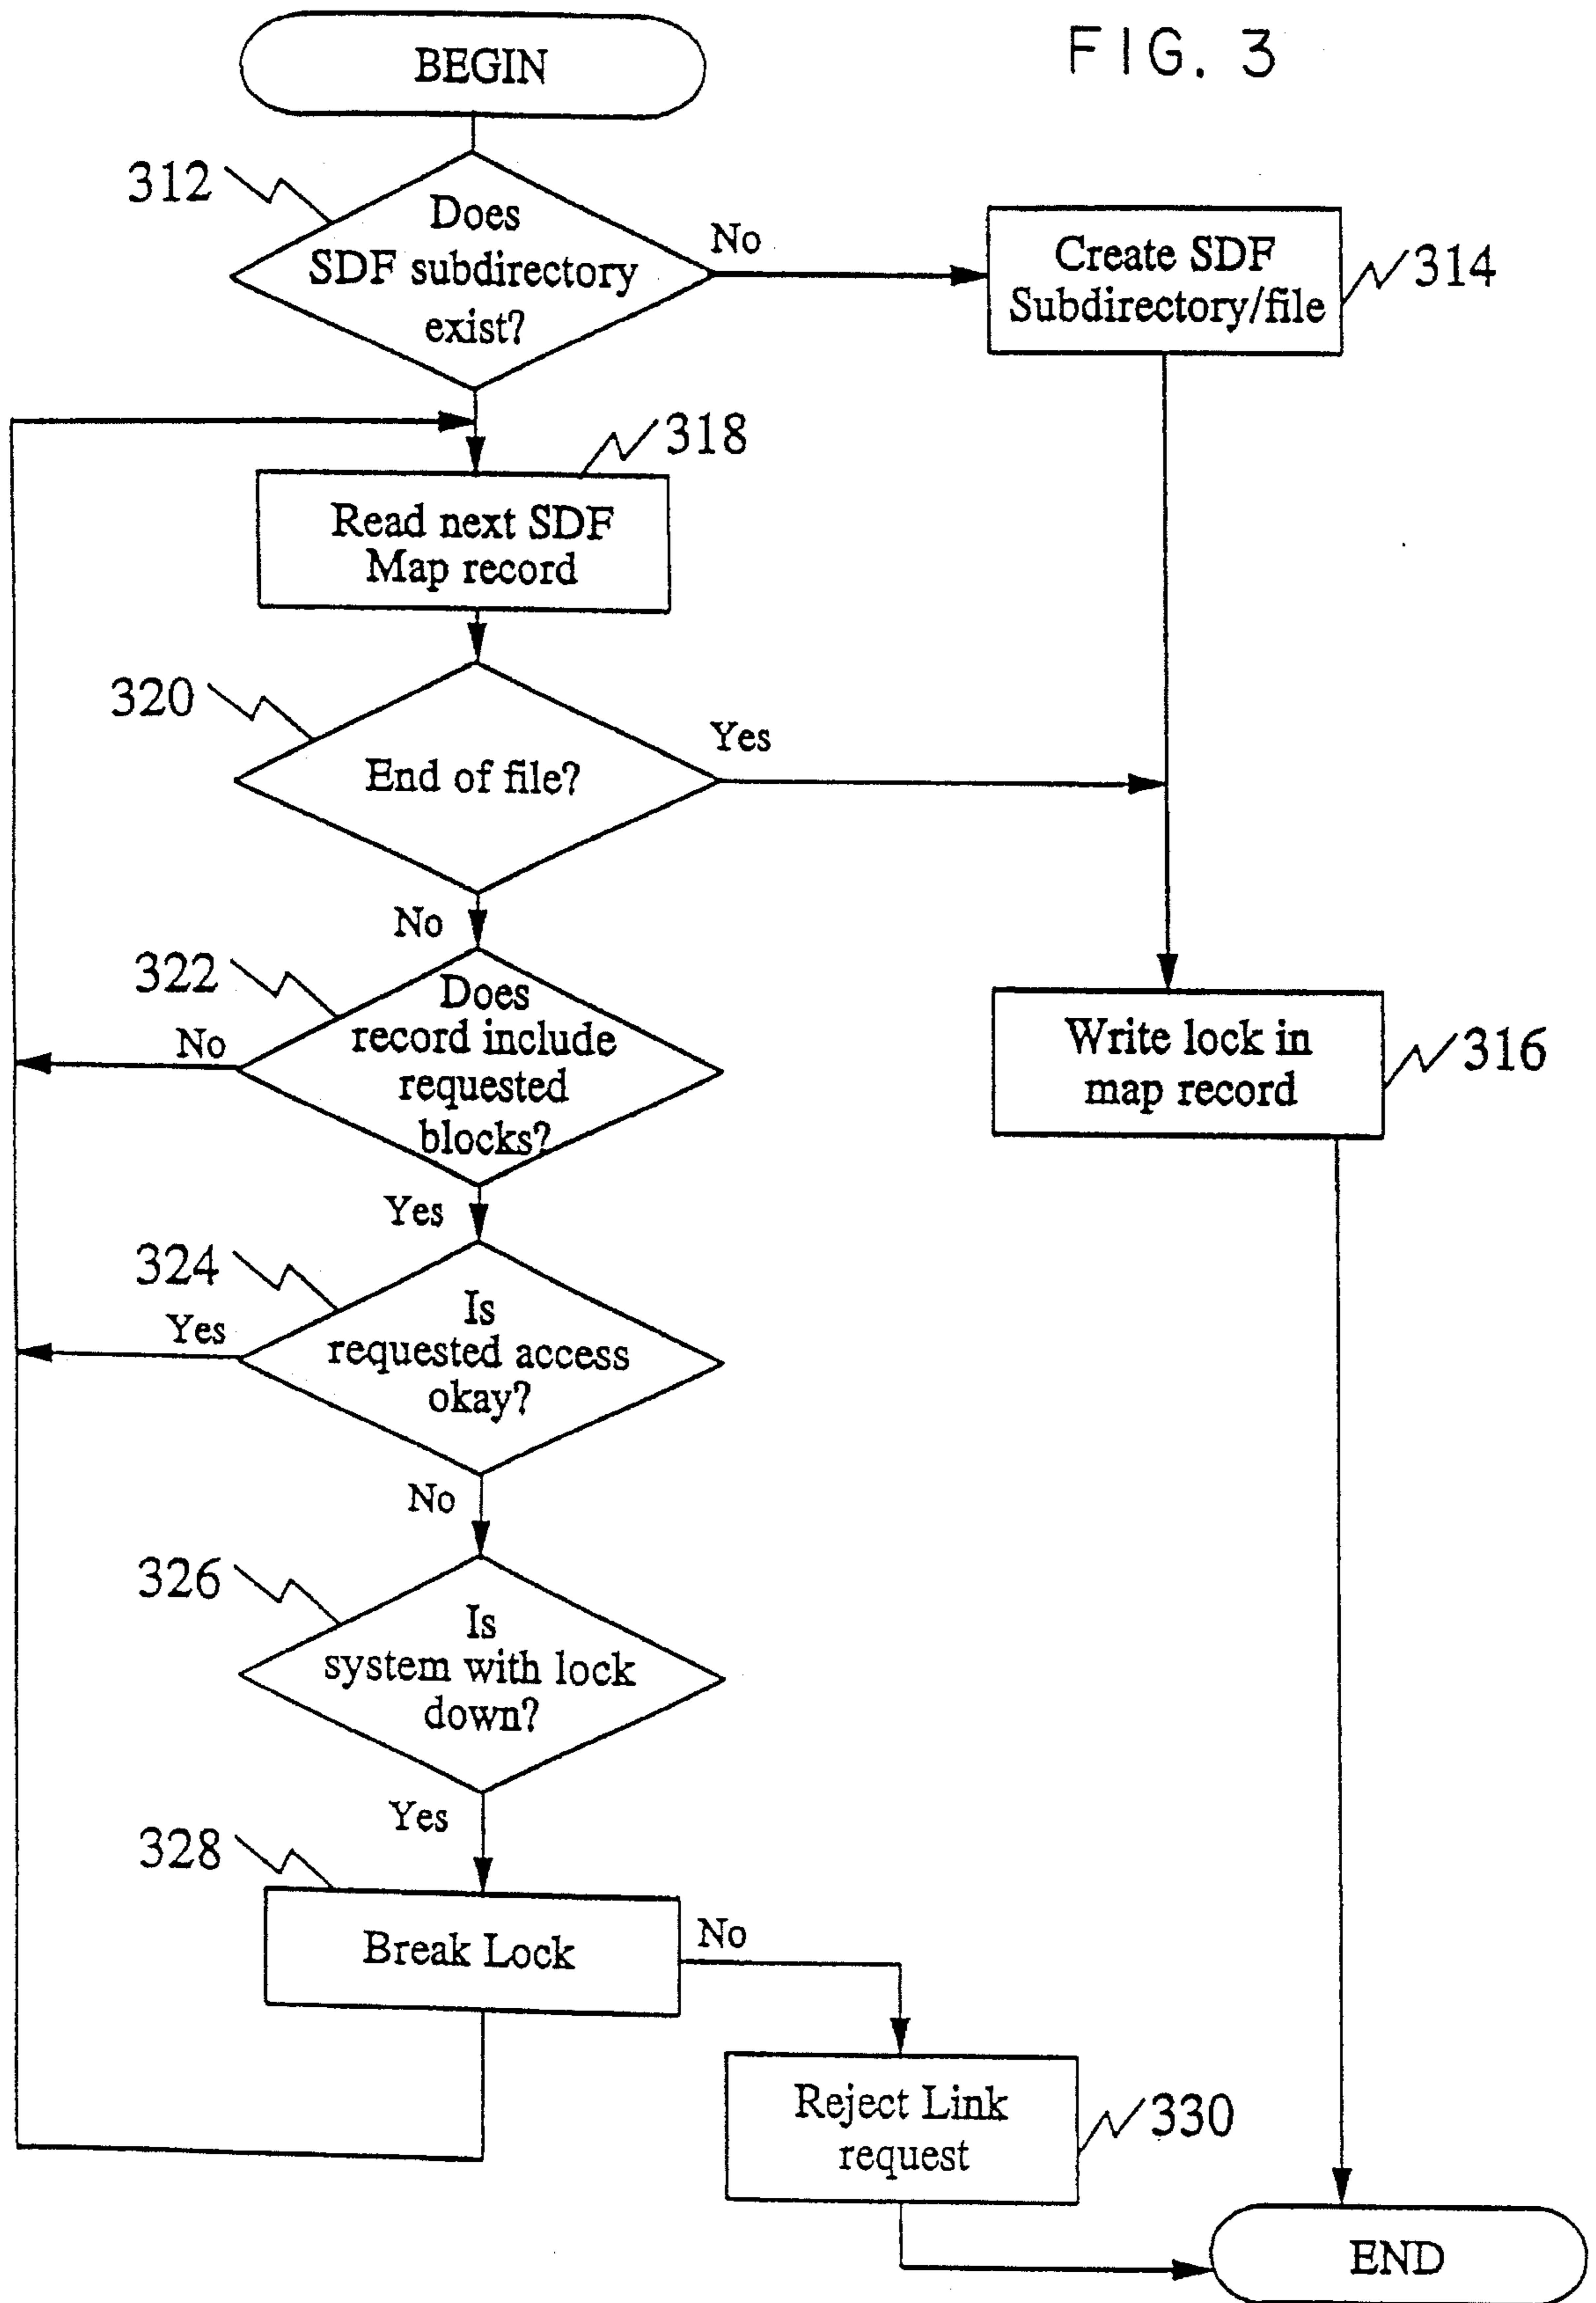 FIG. 3
BEGIN
312
Does
SDF subdirectory
exist?
No
Create SDF
Subdirectory/file
314
318
Read next SDF
Map record
320
End of file?
Yes
No
322
Does
record include
requested
blocks?
No
Write lock in
map record
316
Yes
324
Is
requested access
okay?
Yes
No
326
Is
system with lock
down?
Yes
328
Break Lock
No
Reject Link
request
330
END